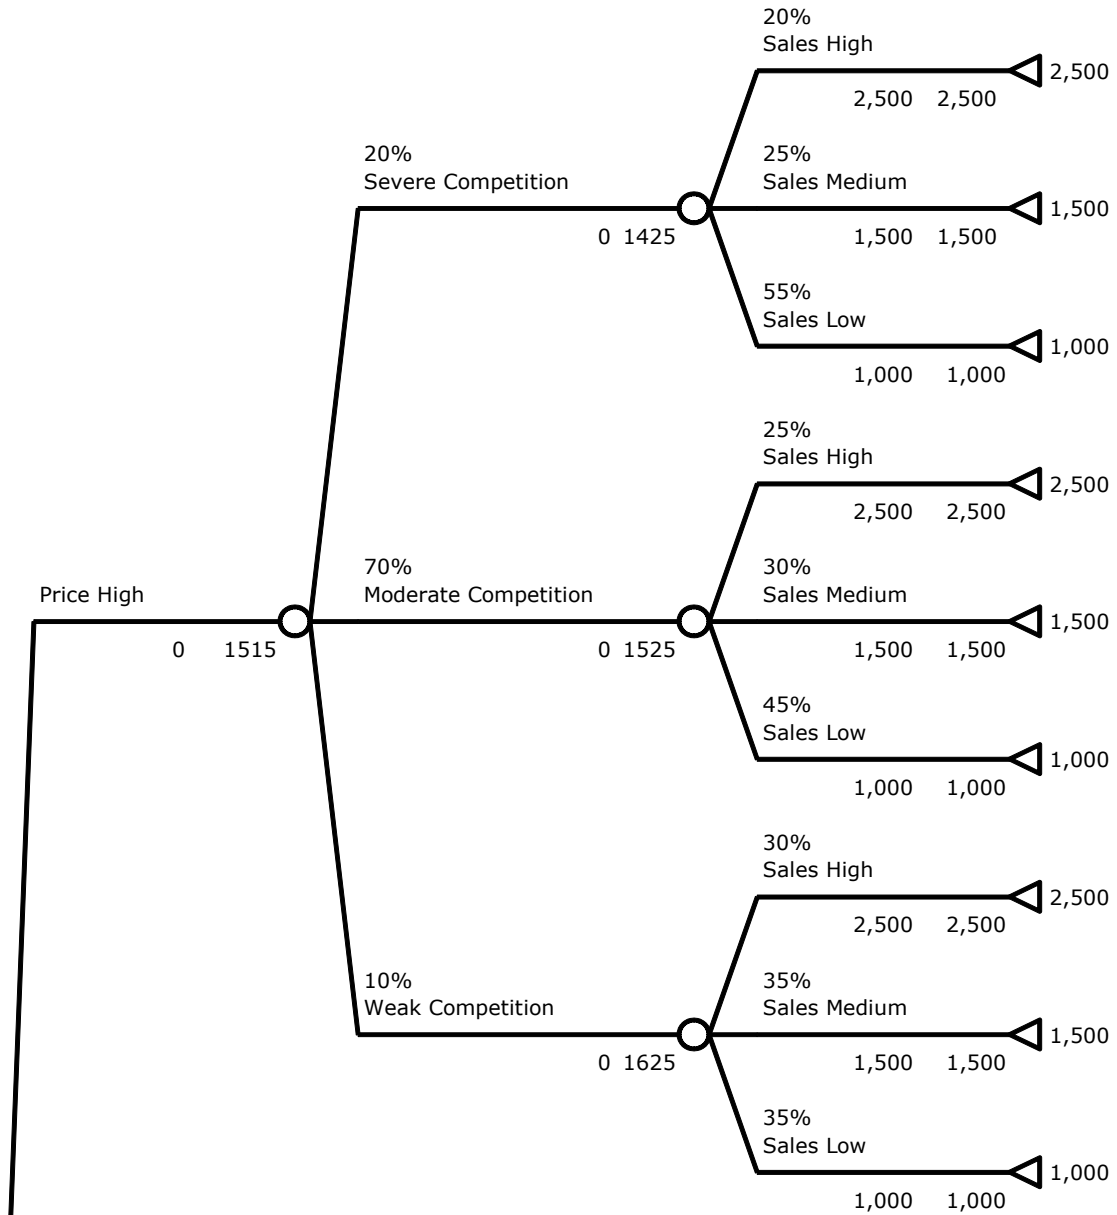 20%
Sales High
2,500
2,500 2,500
20%
Severe Competition
25%
Sales Medium
1,500
0 1425
1,500 1,500
55%
Sales Low
1,000
1,000 1,000
25%
Sales High
2,500
2,500 2,500
Price High
70%
Moderate Competition
30%
Sales Medium
1,500
0 1515
0 1525
1,500 1,500
45%
Sales Low
1,000
1,000 1,000
30%
Sales High
2,500
2,500 2,500
10%
Weak Competition
35%
Sales Medium
1,500
0 1625
1,500 1,500
35%
Sales Low
1,000
1,000 1,000